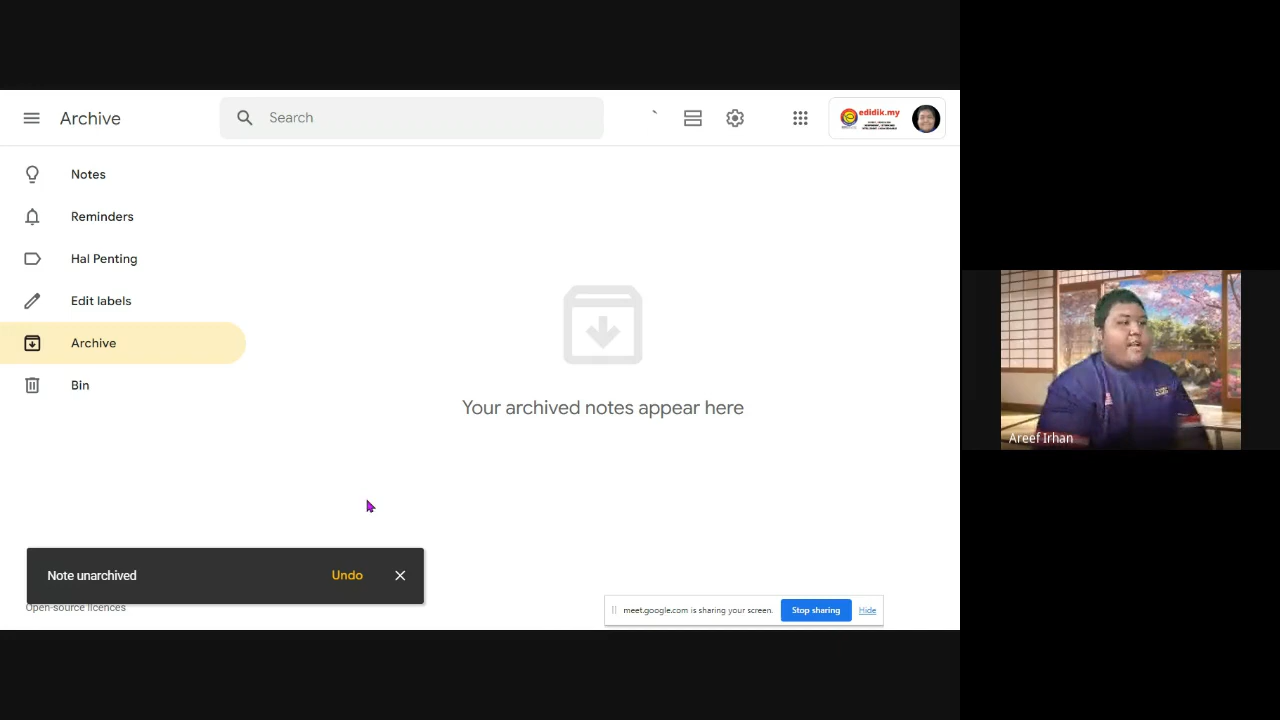 Archive
Search
edidik.my
Notes
Reminders
Hal Penting
Edit labels
Archive
Bin
Your archived notes appear here
Note unarchived
Undo
Open-source licences
meet.google.com is sharing your screen.
Stop sharing
Hide
Areef Irhan